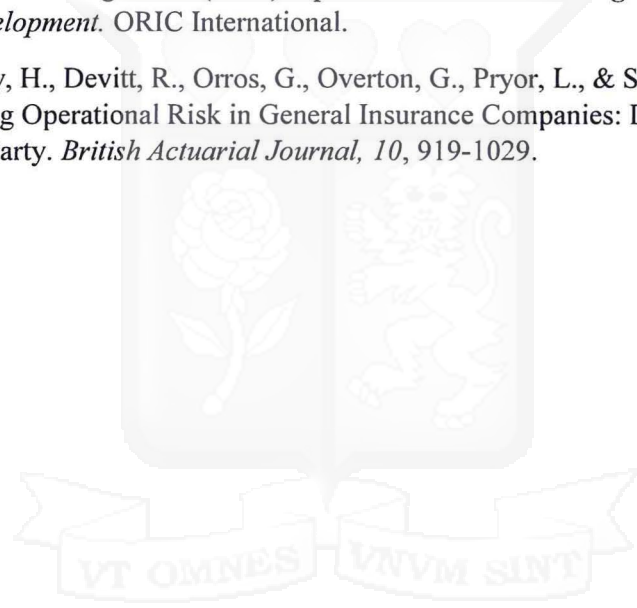 elopment. ORIC International.
y, H., Devitt, R., Orros, G., Overton, G., Pryor, L., & S
g Operational Risk in General Insurance Companies:
arty. British Actuarial Journal, 10, 919-1029.
VT OMNES VNVM SINT